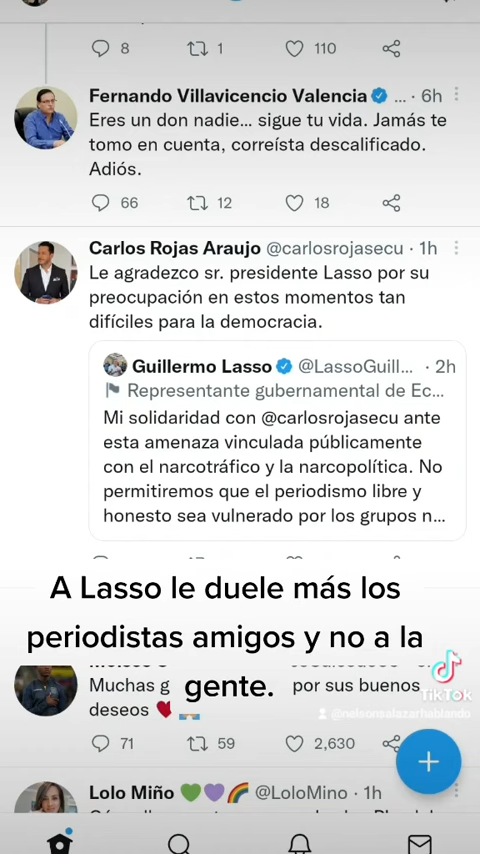 8 1 110
Fernando Villavicencio Valencia ... · 6h
Eres un don nadie... sigue tu vida. Jamás te
tomo en cuenta, correísta descalificado.
Adiós.
66 12 18
Carlos Rojas Araujo @carlosrojasecu · 1h
Le agradezco sr. presidente Lasso por su
preocupación en estos momentos tan
difíciles para la democracia.
Guillermo Lasso @LassoGuill... · 2h
Representante gubernamental de Ec...
Mi solidaridad con @carlosrojasecu ante
esta amenaza vinculada públicamente
con el narcotráfico y la narcopolítica. No
permitiremos que el periodismo libre y
honesto sea vulnerado por los grupos n...
A Lasso le duele más los
periodistas amigos y no a la
gente.
Muchas g por sus buenos
deseos
TikTok
@nelsonsalazarhablando
71 59 2,630
Lolo Miño 💚💜🌈 @LoloMino · 1h